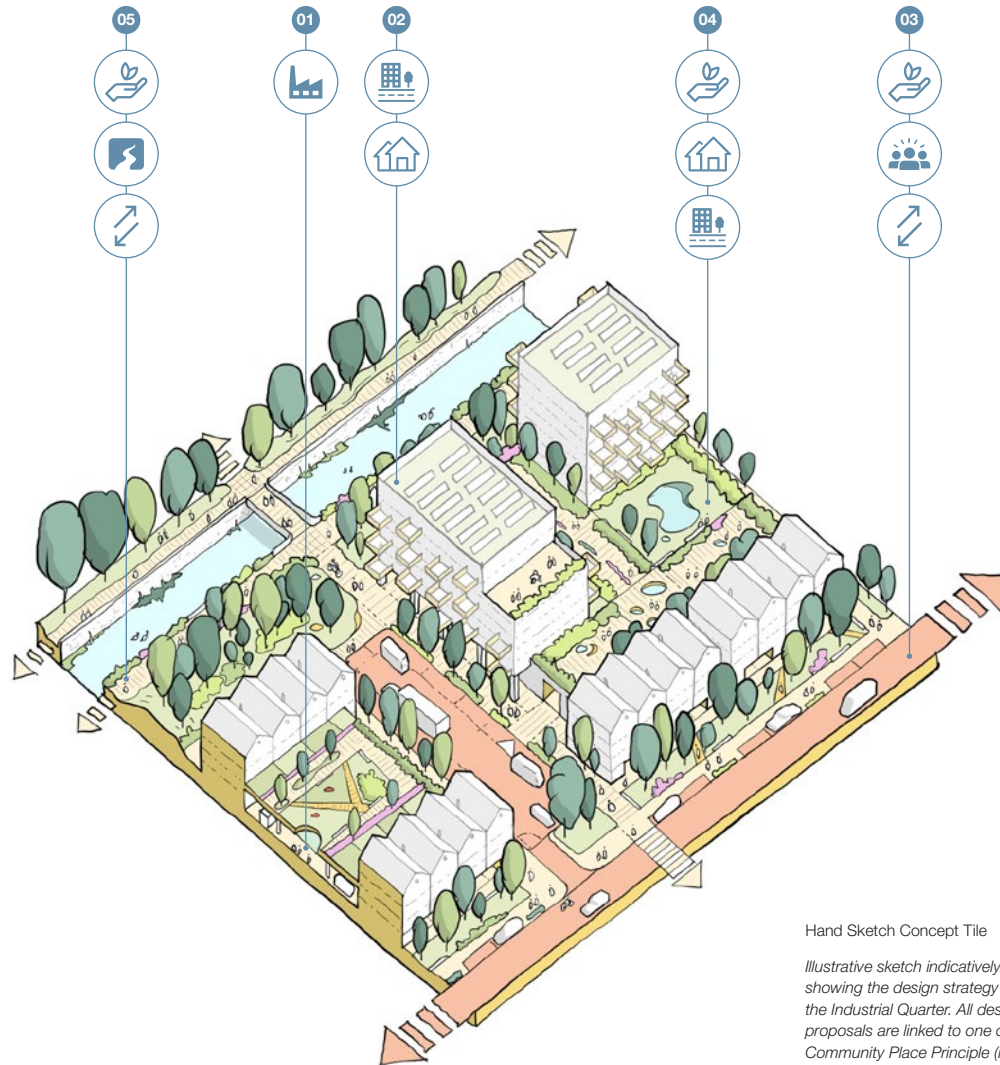 05 01 02 04 03
Hand Sketch Concept Tile
Illustrative sketch indicatively
showing the design strategy
the Industrial Quarter. All
proposals are linked to one
Community Place Principle